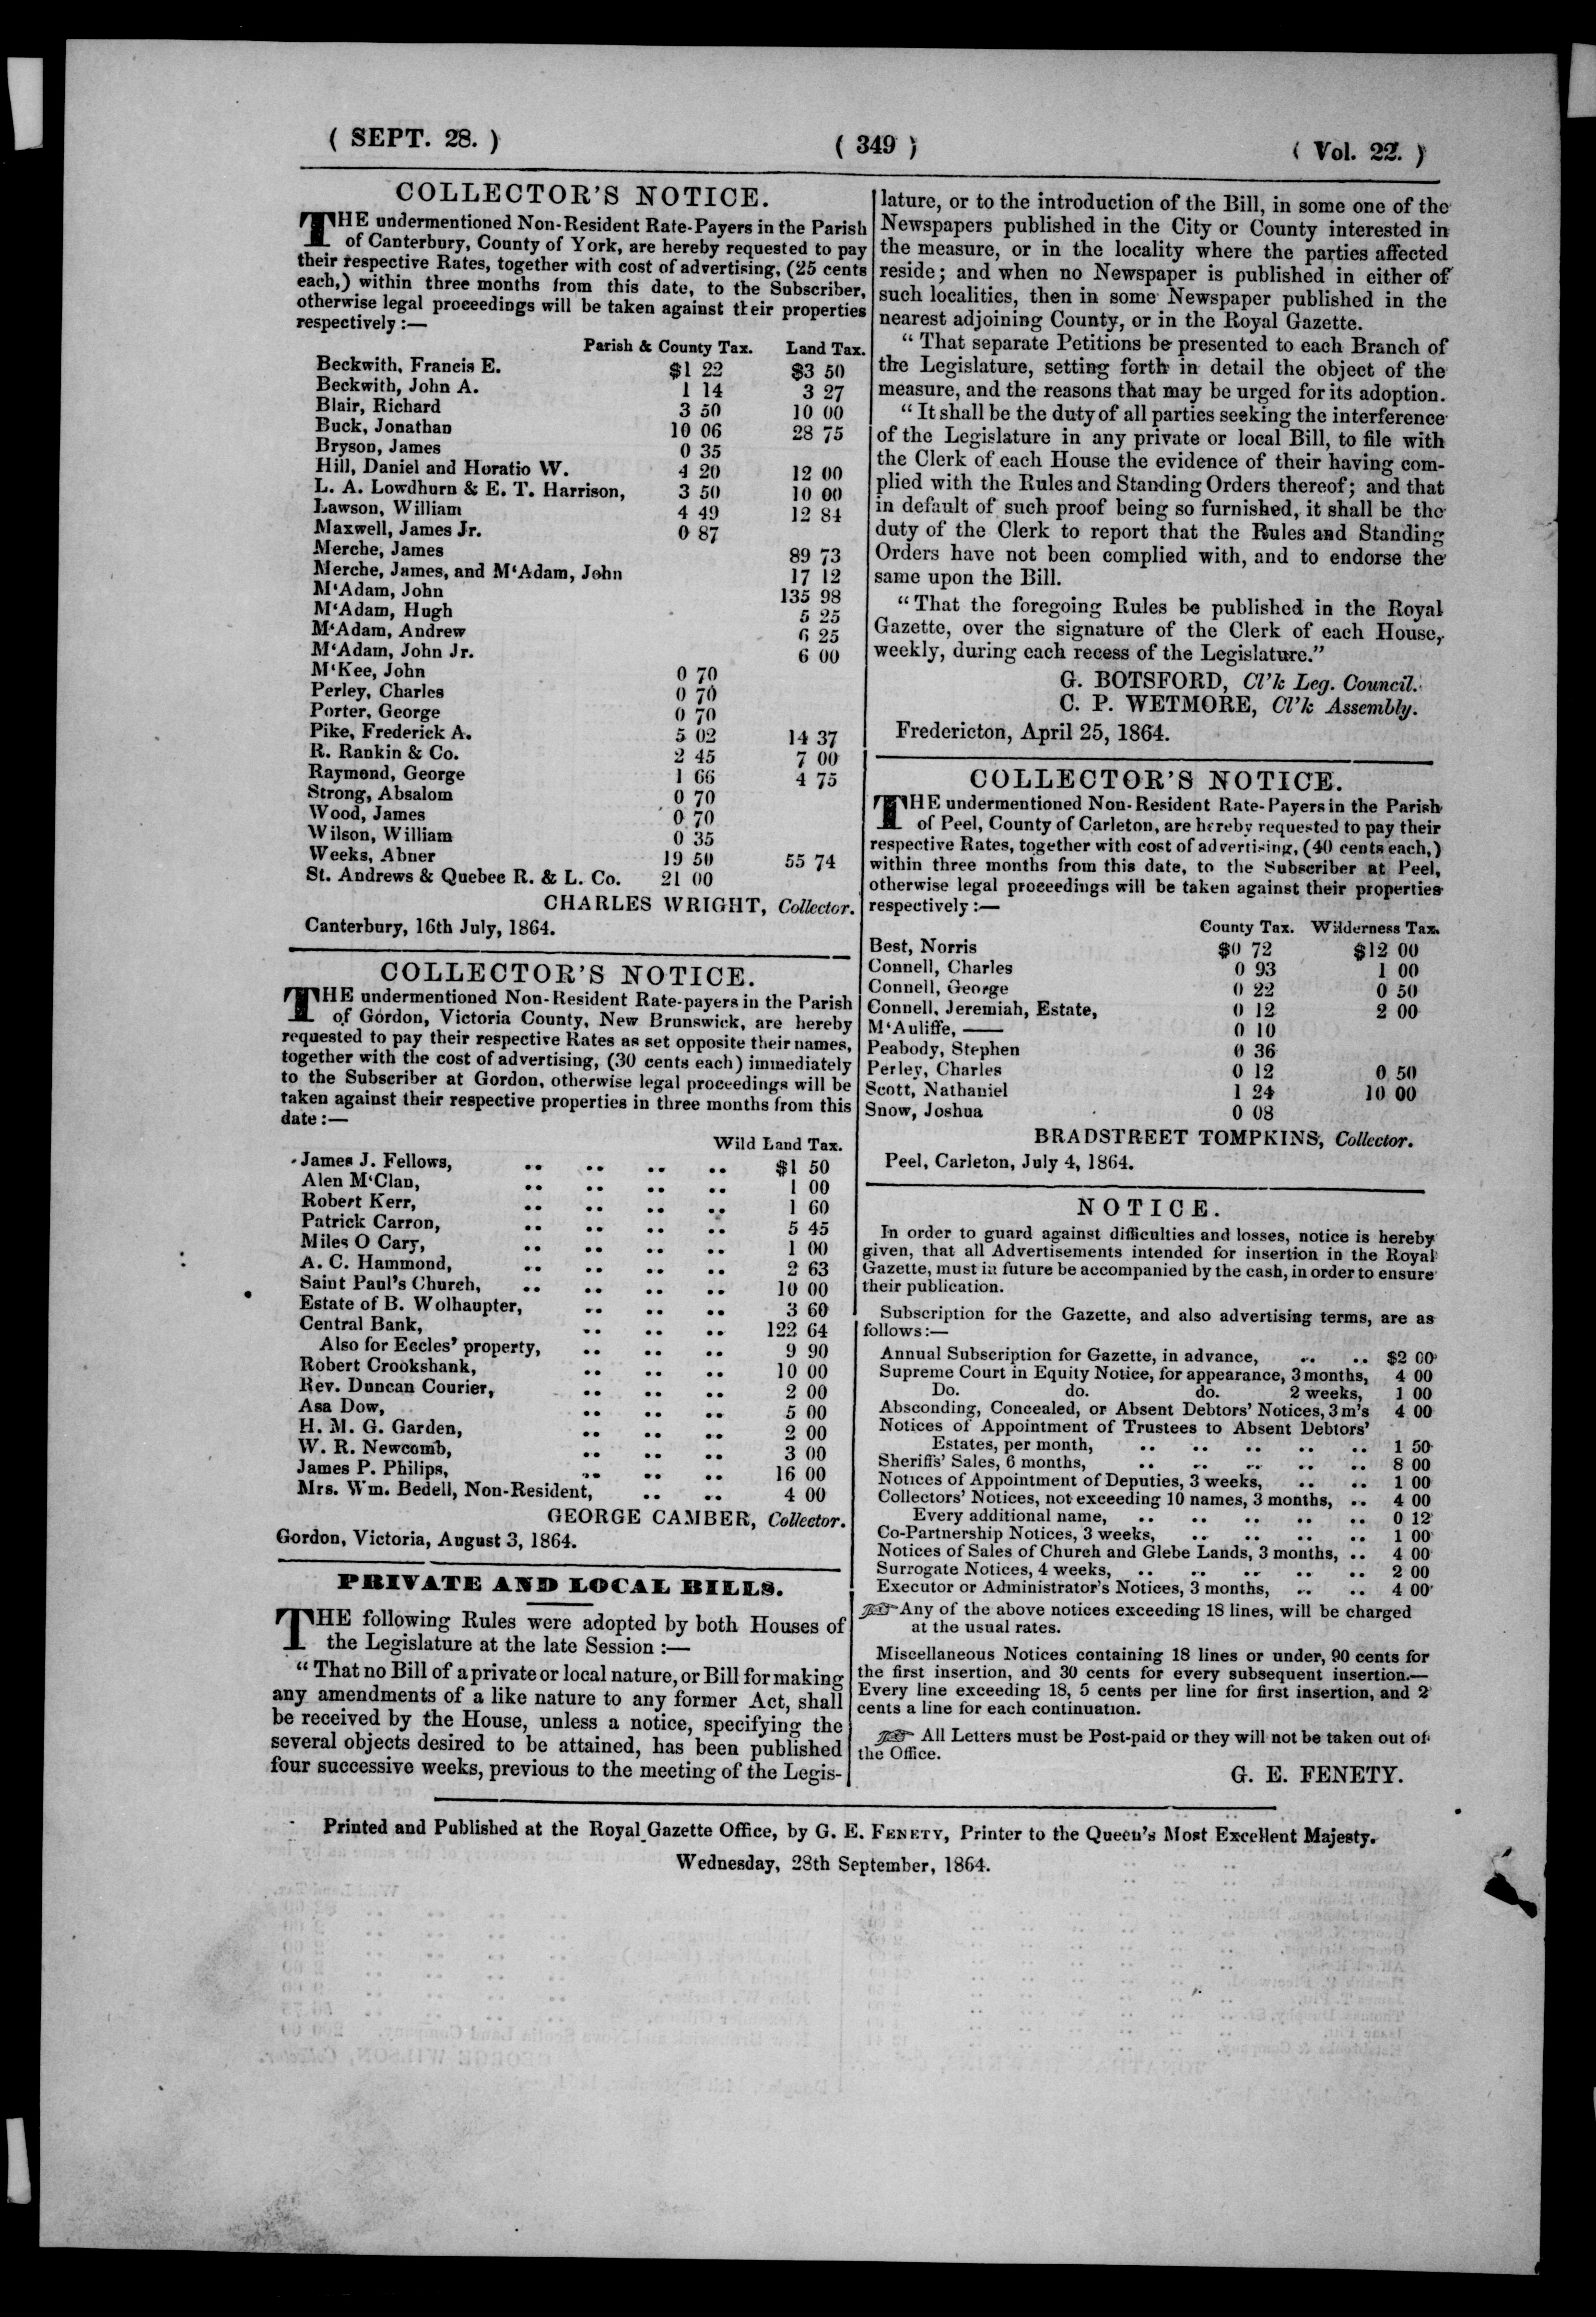 ( SEPT. 28. )
( 349 )
( Vol. 22. )
COLLECTOR'S NOTICE.
THE undermentioned Non-Resident Rate-Payers in the Parish
of Canterbury, County of York, are hereby requested to pay
their respective Rates, together with cost of advertising, (25 cents
each,) within three months from this date, to the Subscriber,
otherwise legal proceedings will be taken against their properties
respectively :—
Parish & County Tax. Land Tax.
Beckwith, Francis E. $1 22 $3 50
Beckwith, John A. 1 14 3 27
Blair, Richard 3 50 10 00
Buck, Jonathan 10 06 28 75
Bryson, James 0 35
Hill, Daniel and Horatio W. 4 20 12 00
L. A. Lowdhurn & E. T. Harrison, 3 50 10 00
Lawson, William 4 49 12 84
Maxwell, James Jr. 0 87
Merche, James 89 73
Merche, James, and M'Adam, John 17 12
M'Adam, John 135 98
M'Adam, Hugh 5 25
M'Adam, Andrew 6 25
M'Adam, John Jr. 6 00
M'Kee, John 0 70
Perley, Charles 0 70
Porter, George 0 70
Pike, Frederick A. 5 02 14 37
R. Rankin & Co. 2 45 7 00
Raymond, George 1 66 4 75
Strong, Absalom 0 70
Wood, James 0 70
Wilson, William 0 35
Weeks, Abner 19 50 55 74
St. Andrews & Quebec R. & L. Co. 21 00
CHARLES WRIGHT, Collector.
Canterbury, 16th July, 1864.
COLLECTOR'S NOTICE.
THE undermentioned Non-Resident Rate-payers in the Parish
of Gordon, Victoria County, New Brunswick, are hereby
requested to pay their respective Rates as set opposite their names,
together with the cost of advertising, (30 cents each) immediately
to the Subscriber at Gordon, otherwise legal proceedings will be
taken against their respective properties in three months from this
date :—
Wild Land Tax.
James J. Fellows, .. .. .. .. $1 50
Alen M'Clan, .. .. .. .. 1 00
Robert Kerr, .. .. .. .. 1 60
Patrick Carron, .. .. .. .. 5 45
Miles O Cary, .. .. .. .. 1 00
A. C. Hammond, .. .. .. .. 2 63
Saint Paul's Church, .. .. .. .. 10 00
Estate of B. Wolhaupter, .. .. .. 3 60
Central Bank, .. .. .. 122 64
Also for Eccles' property, .. .. .. 9 90
Robert Crookshank, .. .. .. 10 00
Rev. Duncan Courier, .. .. .. 2 00
Asa Dow, .. .. .. 5 00
H. M. G. Garden, .. .. .. 2 00
W. R. Newcomb, .. .. .. 3 00
James P. Philips, .. .. .. 16 00
Mrs. Wm. Bedell, Non-Resident, .. .. 4 00
GEORGE CAMBER, Collector.
Gordon, Victoria, August 3, 1864.
PRIVATE AND LOCAL BILLS.
THE following Rules were adopted by both Houses of
the Legislature at the late Session :—
"That no Bill of a private or local nature, or Bill for making
any amendments of a like nature to any former Act, shall
be received by the House, unless a notice, specifying the
several objects desired to be attained, has been published
four successive weeks, previous to the meeting of the Legis-
lature, or to the introduction of the Bill, in some one of the
Newspapers published in the City or County interested in
the measure, or in the locality where the parties affected
reside; and when no Newspaper is published in either of
such localities, then in some Newspaper published in the
nearest adjoining County, or in the Royal Gazette.
"That separate Petitions be presented to each Branch of
the Legislature, setting forth in detail the object of the
measure, and the reasons that may be urged for its adoption.
"It shall be the duty of all parties seeking the interference
of the Legislature in any private or local Bill, to file with
the Clerk of each House the evidence of their having com-
plied with the Rules and Standing Orders thereof; and that
in default of such proof being so furnished, it shall be the
duty of the Clerk to report that the Rules and Standing
Orders have not been complied with, and to endorse the
same upon the Bill.
"That the foregoing Rules be published in the Royal
Gazette, over the signature of the Clerk of each House,
weekly, during each recess of the Legislature."
G. BOTSFORD, Cl'k Leg. Council.
C. P. WETMORE, Cl'k Assembly.
Fredericton, April 25, 1864.
COLLECTOR'S NOTICE.
THE undermentioned Non-Resident Rate-Payers in the Parish
of Peel, County of Carleton, are hereby requested to pay their
respective Rates, together with cost of advertising, (40 cents each,)
within three months from this date, to the Subscriber at Peel,
otherwise legal proceedings will be taken against their properties
respectively :—
County Tax. Wilderness Tax.
Best, Norris $0 72 $12 00
Connell, Charles 0 93 1 00
Connell, George 0 22 0 50
Connell, Jeremiah, Estate, 0 12 2 00
M'Auliffe, —— 0 10
Peabody, Stephen 0 36
Perley, Charles 0 12 0 50
Scott, Nathaniel 1 24 10 00
Snow, Joshua 0 08
BRADSTREET TOMPKINS, Collector.
Peel, Carleton, July 4, 1864.
NOTICE.
In order to guard against difficulties and losses, notice is hereby
given, that all Advertisements intended for insertion in the Royal
Gazette, must in future be accompanied by the cash, in order to ensure
their publication.
Subscription for the Gazette, and also advertising terms, are as
follows:—
Annual Subscription for Gazette, in advance, .. .. $2 00
Supreme Court in Equity Notice, for appearance, 3 months, 4 00
Do. do. do. 2 weeks, 1 00
Absconding, Concealed, or Absent Debtors' Notices, 3 m's 4 00
Notices of Appointment of Trustees to Absent Debtors'
Estates, per month, .. .. .. .. .. 1 50
Sheriffs' Sales, 6 months, .. .. .. .. .. 8 00
Notices of Appointment of Deputies, 3 weeks, .. .. 1 00
Collectors' Notices, not exceeding 10 names, 3 months, .. 4 00
Every additional name, .. .. .. .. .. 0 12
Co-Partnership Notices, 3 weeks, .. .. .. .. 1 00
Notices of Sales of Church and Glebe Lands, 3 months, .. 4 00
Surrogate Notices, 4 weeks, .. .. .. .. .. 2 00
Executor or Administrator's Notices, 3 months, .. .. 4 00
☞ Any of the above notices exceeding 18 lines, will be charged
at the usual rates.
Miscellaneous Notices containing 18 lines or under, 90 cents for
the first insertion, and 30 cents for every subsequent insertion.—
Every line exceeding 18, 5 cents per line for first insertion, and 2
cents a line for each continuation.
☞ All Letters must be Post-paid or they will not be taken out of
the Office.
G. E. FENETY.
Printed and Published at the Royal Gazette Office, by G. E. FENETY, Printer to the Queen's Most Excellent Majesty.
Wednesday, 28th September, 1864.